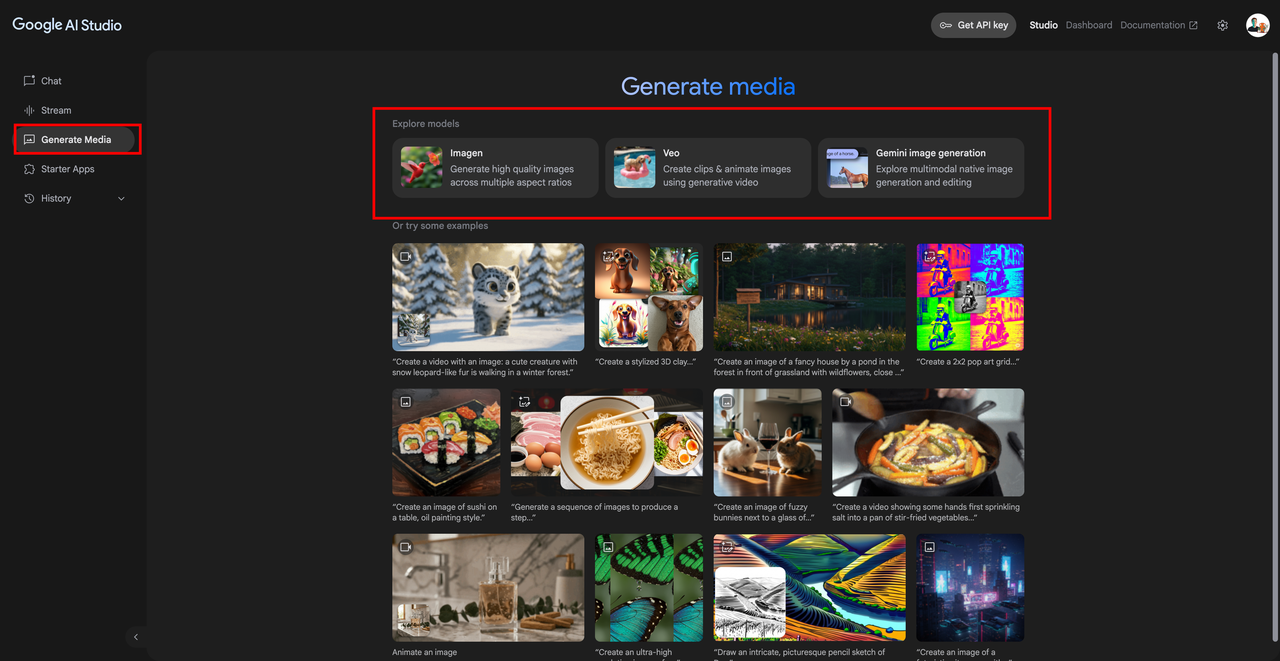 Google AI Studio
Get API key
Studio
Dashboard
Documentation
Chat
Stream
Generate Media
Starter Apps
History
Generate media
Explore models
Imagen
Generate high quality images
across multiple aspect ratios
Veo
Create clips & animate images
using generative video
Gemini image generation
Explore multimodal native image
generation and editing
Or try some examples
“Create a video with an image: a cute creature with
snow leopard-like fur is walking in a winter forest.”
“Create a stylized 3D clay...”
“Create an image of a fancy house by a pond in the
forest in front of grassland with wildflowers, close ...”
“Create a 2x2 pop art grid...”
“Create an image of sushi on
a table, oil painting style.”
“Generate a sequence of images to produce a
step...”
“Create an image of fuzzy
bunnies next to a glass of...”
“Create a video showing some hands first sprinkling
salt into a pan of stir-fried vegetables...”
Animate an image
“Create an ultra-high
“Draw an intricate, picturesque pencil sketch of
“Create an image of a